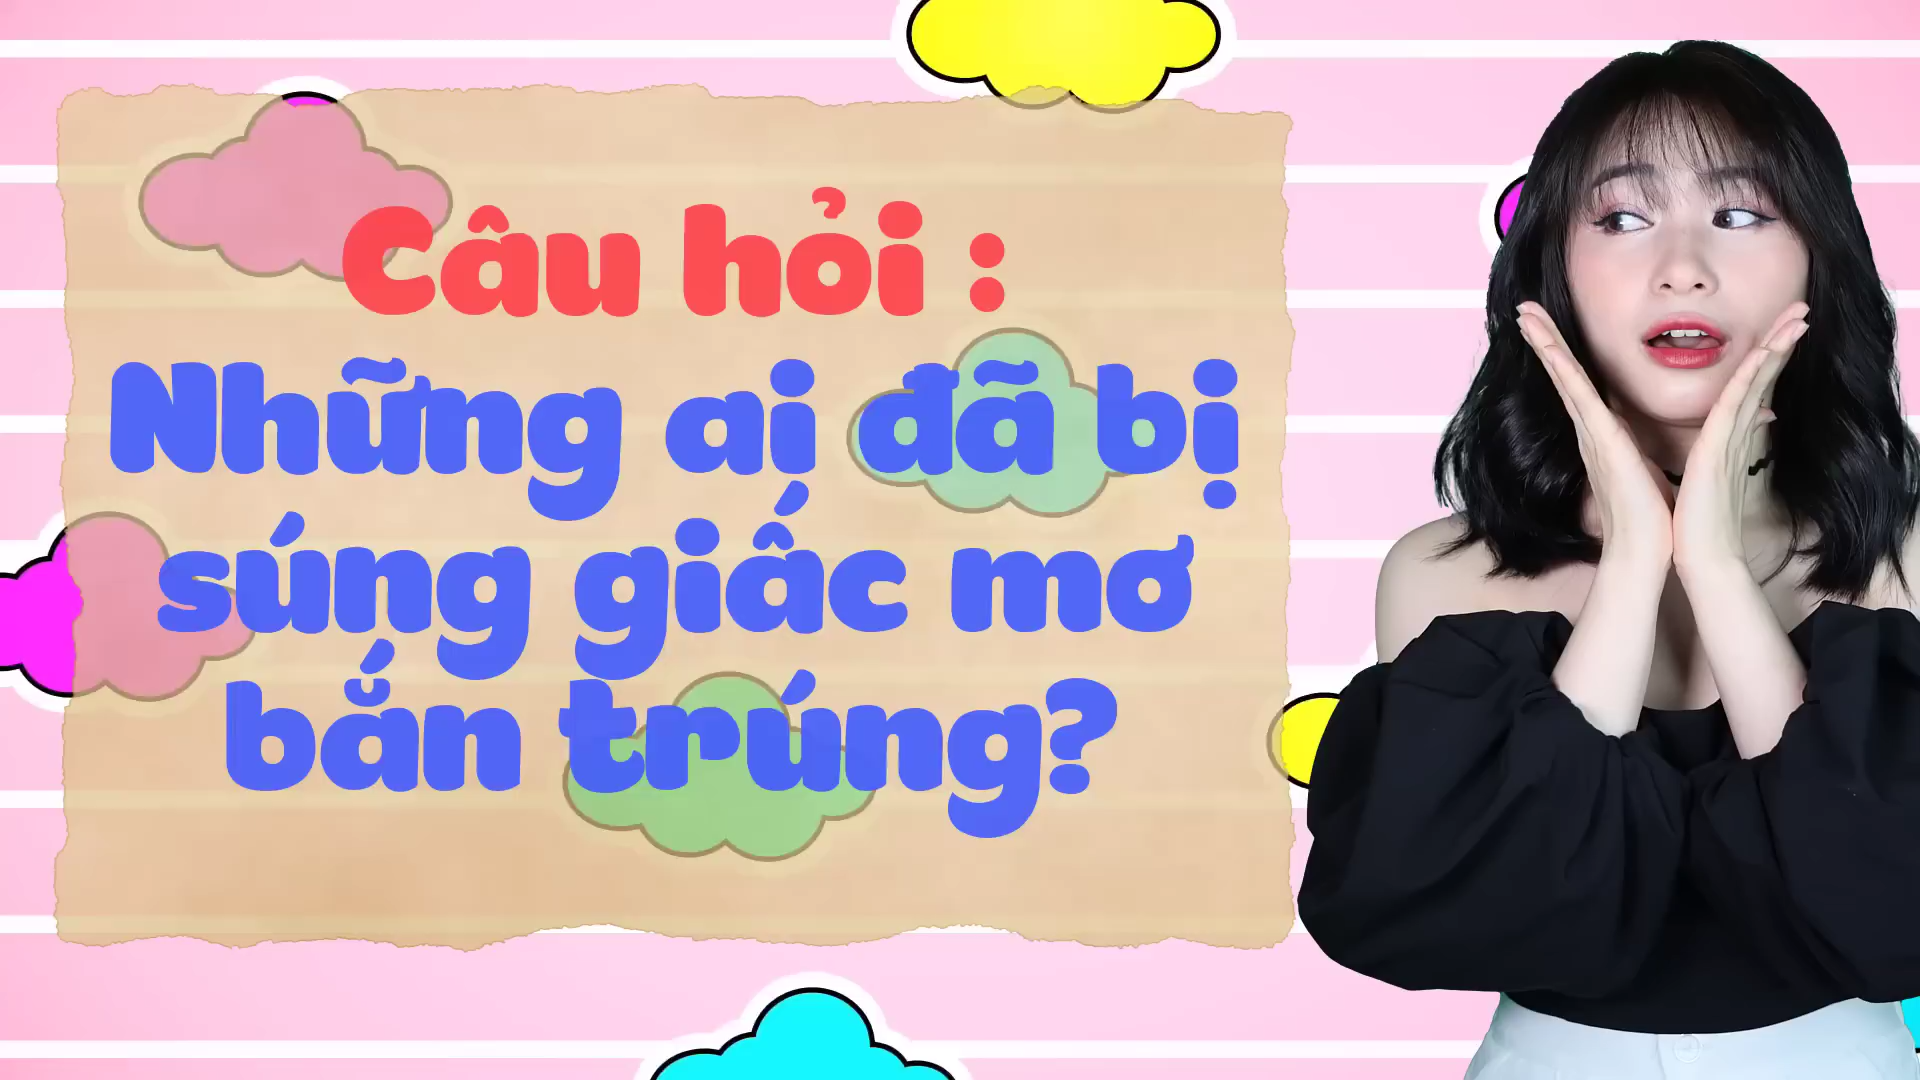 Câu hỏi :
Những ai đã bị
súng giấc mơ
bắn trúng?